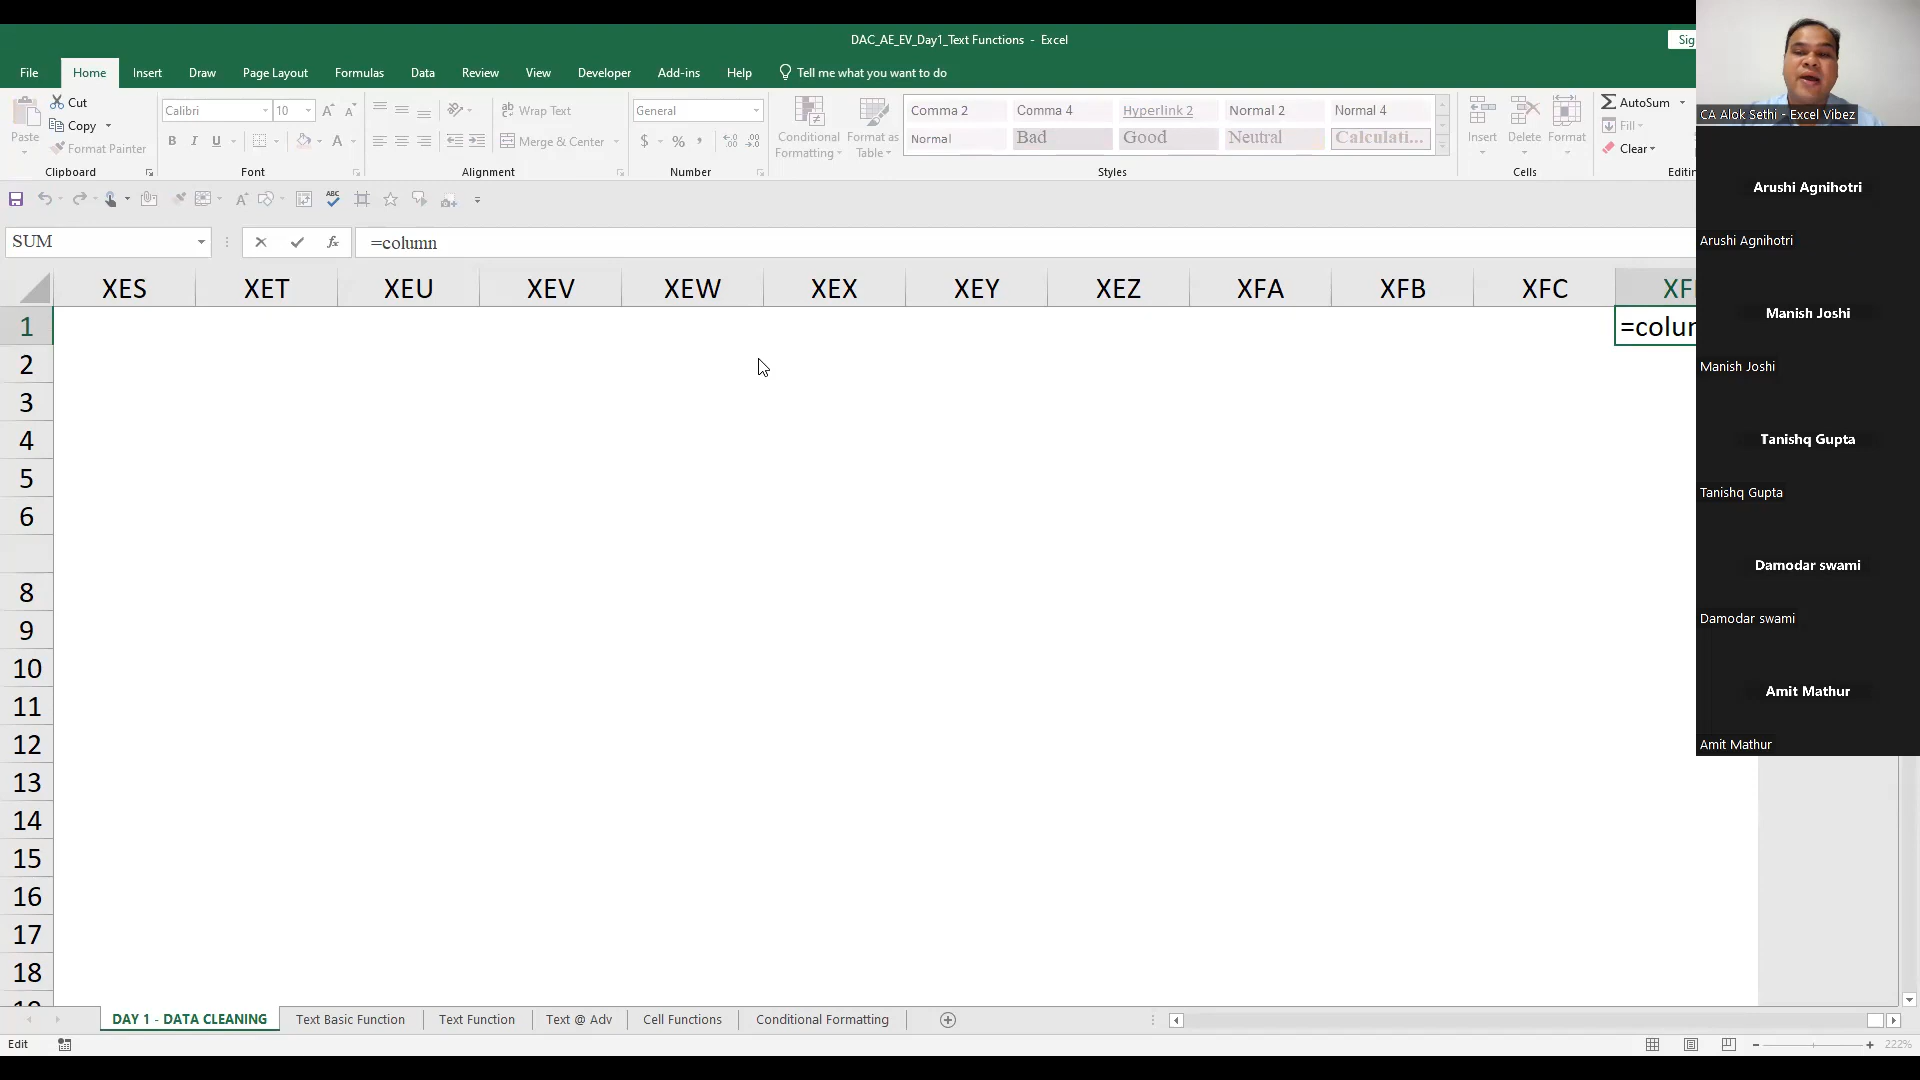 DAC_AE_EV_Day1_Text Functions - Excel
Sig
File Home Insert Draw Page Layout Formulas Data Review View Developer Add-ins Help Tell me what you want to do
Paste
Cut
Copy
Format Painter
Clipboard
Calibri 10
B I U
Font
Wrap Text
Merge & Center
Alignment
General
$ % ,
Number
Conditional Formatting
Format as Table
Comma 2 Comma 4 Hyperlink 2 Normal 2 Normal 4
Normal Bad Good Neutral Calculati...
Styles
Insert Delete Format
Cells
AutoSum
Fill
Clear
Editin
CA Alok Sethi - Excel Vibez
SUM
fx
=column
XES XET XEU XEV XEW XEX XEY XEZ XFA XFB XFC XF
1 =colum
2
3
4
5
6
8
9
10
11
12
13
14
15
16
17
18
Arushi Agnihotri
Arushi Agnihotri
Manish Joshi
Manish Joshi
Tanishq Gupta
Tanishq Gupta
Damodar swami
Damodar swami
Amit Mathur
Amit Mathur
DAY 1 - DATA CLEANING Text Basic Function Text Function Text @ Adv Cell Functions Conditional Formatting
Edit
222%